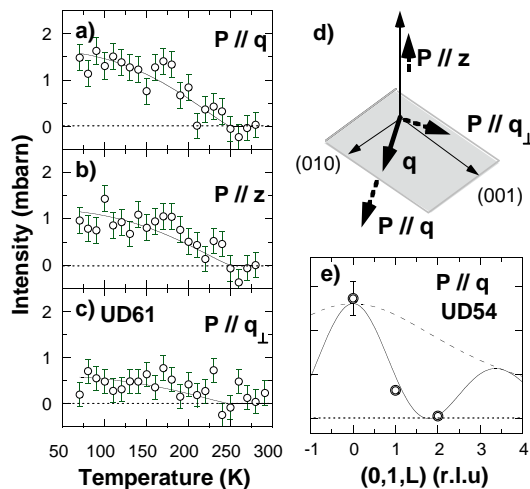 a) P // q
2
1
0
b) P // z
2
1
0
c) UD61 P // q⊥
2
1
0
50 100 150 200 250 300
Temperature (K)
Intensity (mbarn)
d)
P // z
P // q⊥
(010)
q
(001)
P // q
e) P // q
UD54
-1 0 1 2 3 4
(0,1,L) (r.l.u)